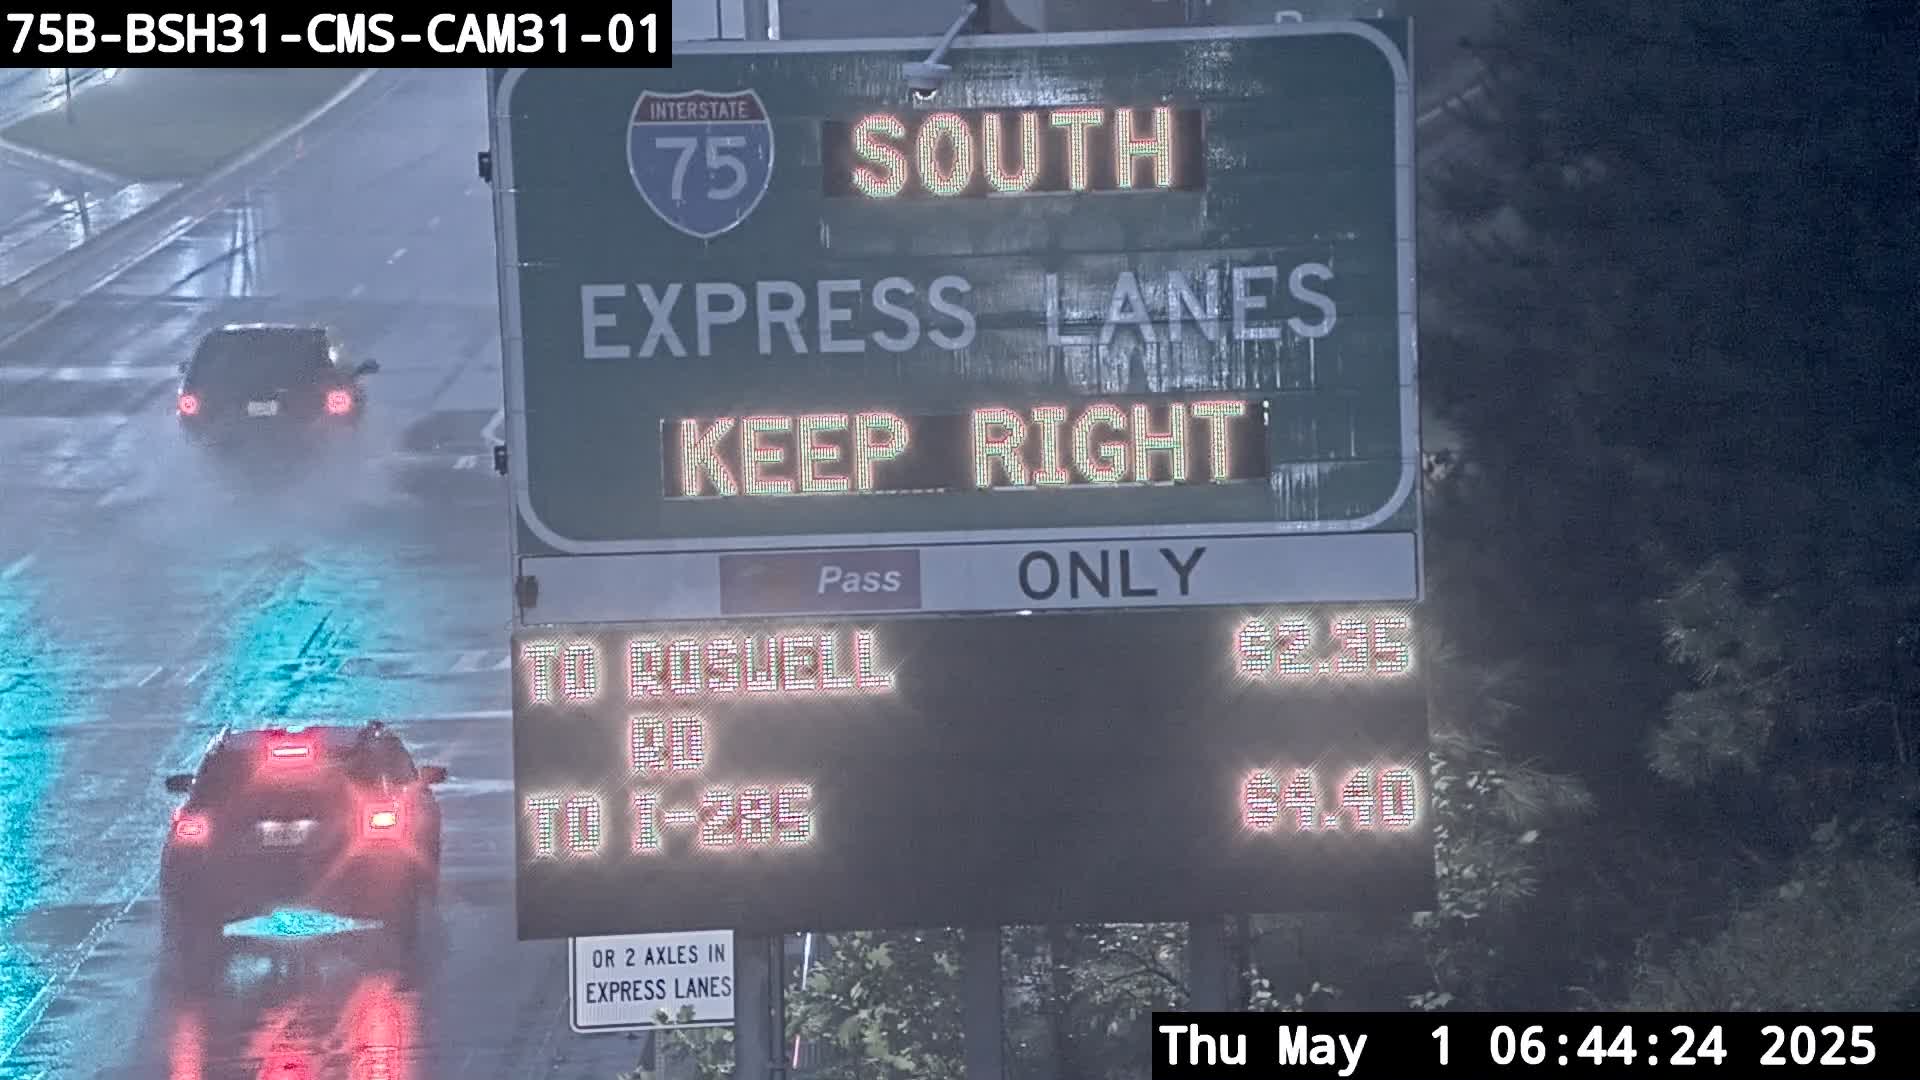 75B-BSH31-CMS-CAM31-01
INTERSTATE
75
SOUTH
EXPRESS LANES
KEEP RIGHT
Pass ONLY
TO ROSWELL $2.35
RD
TO I-285 $4.40
OR 2 AXLES IN
EXPRESS LANES
Thu May 1 06:44:24 2025